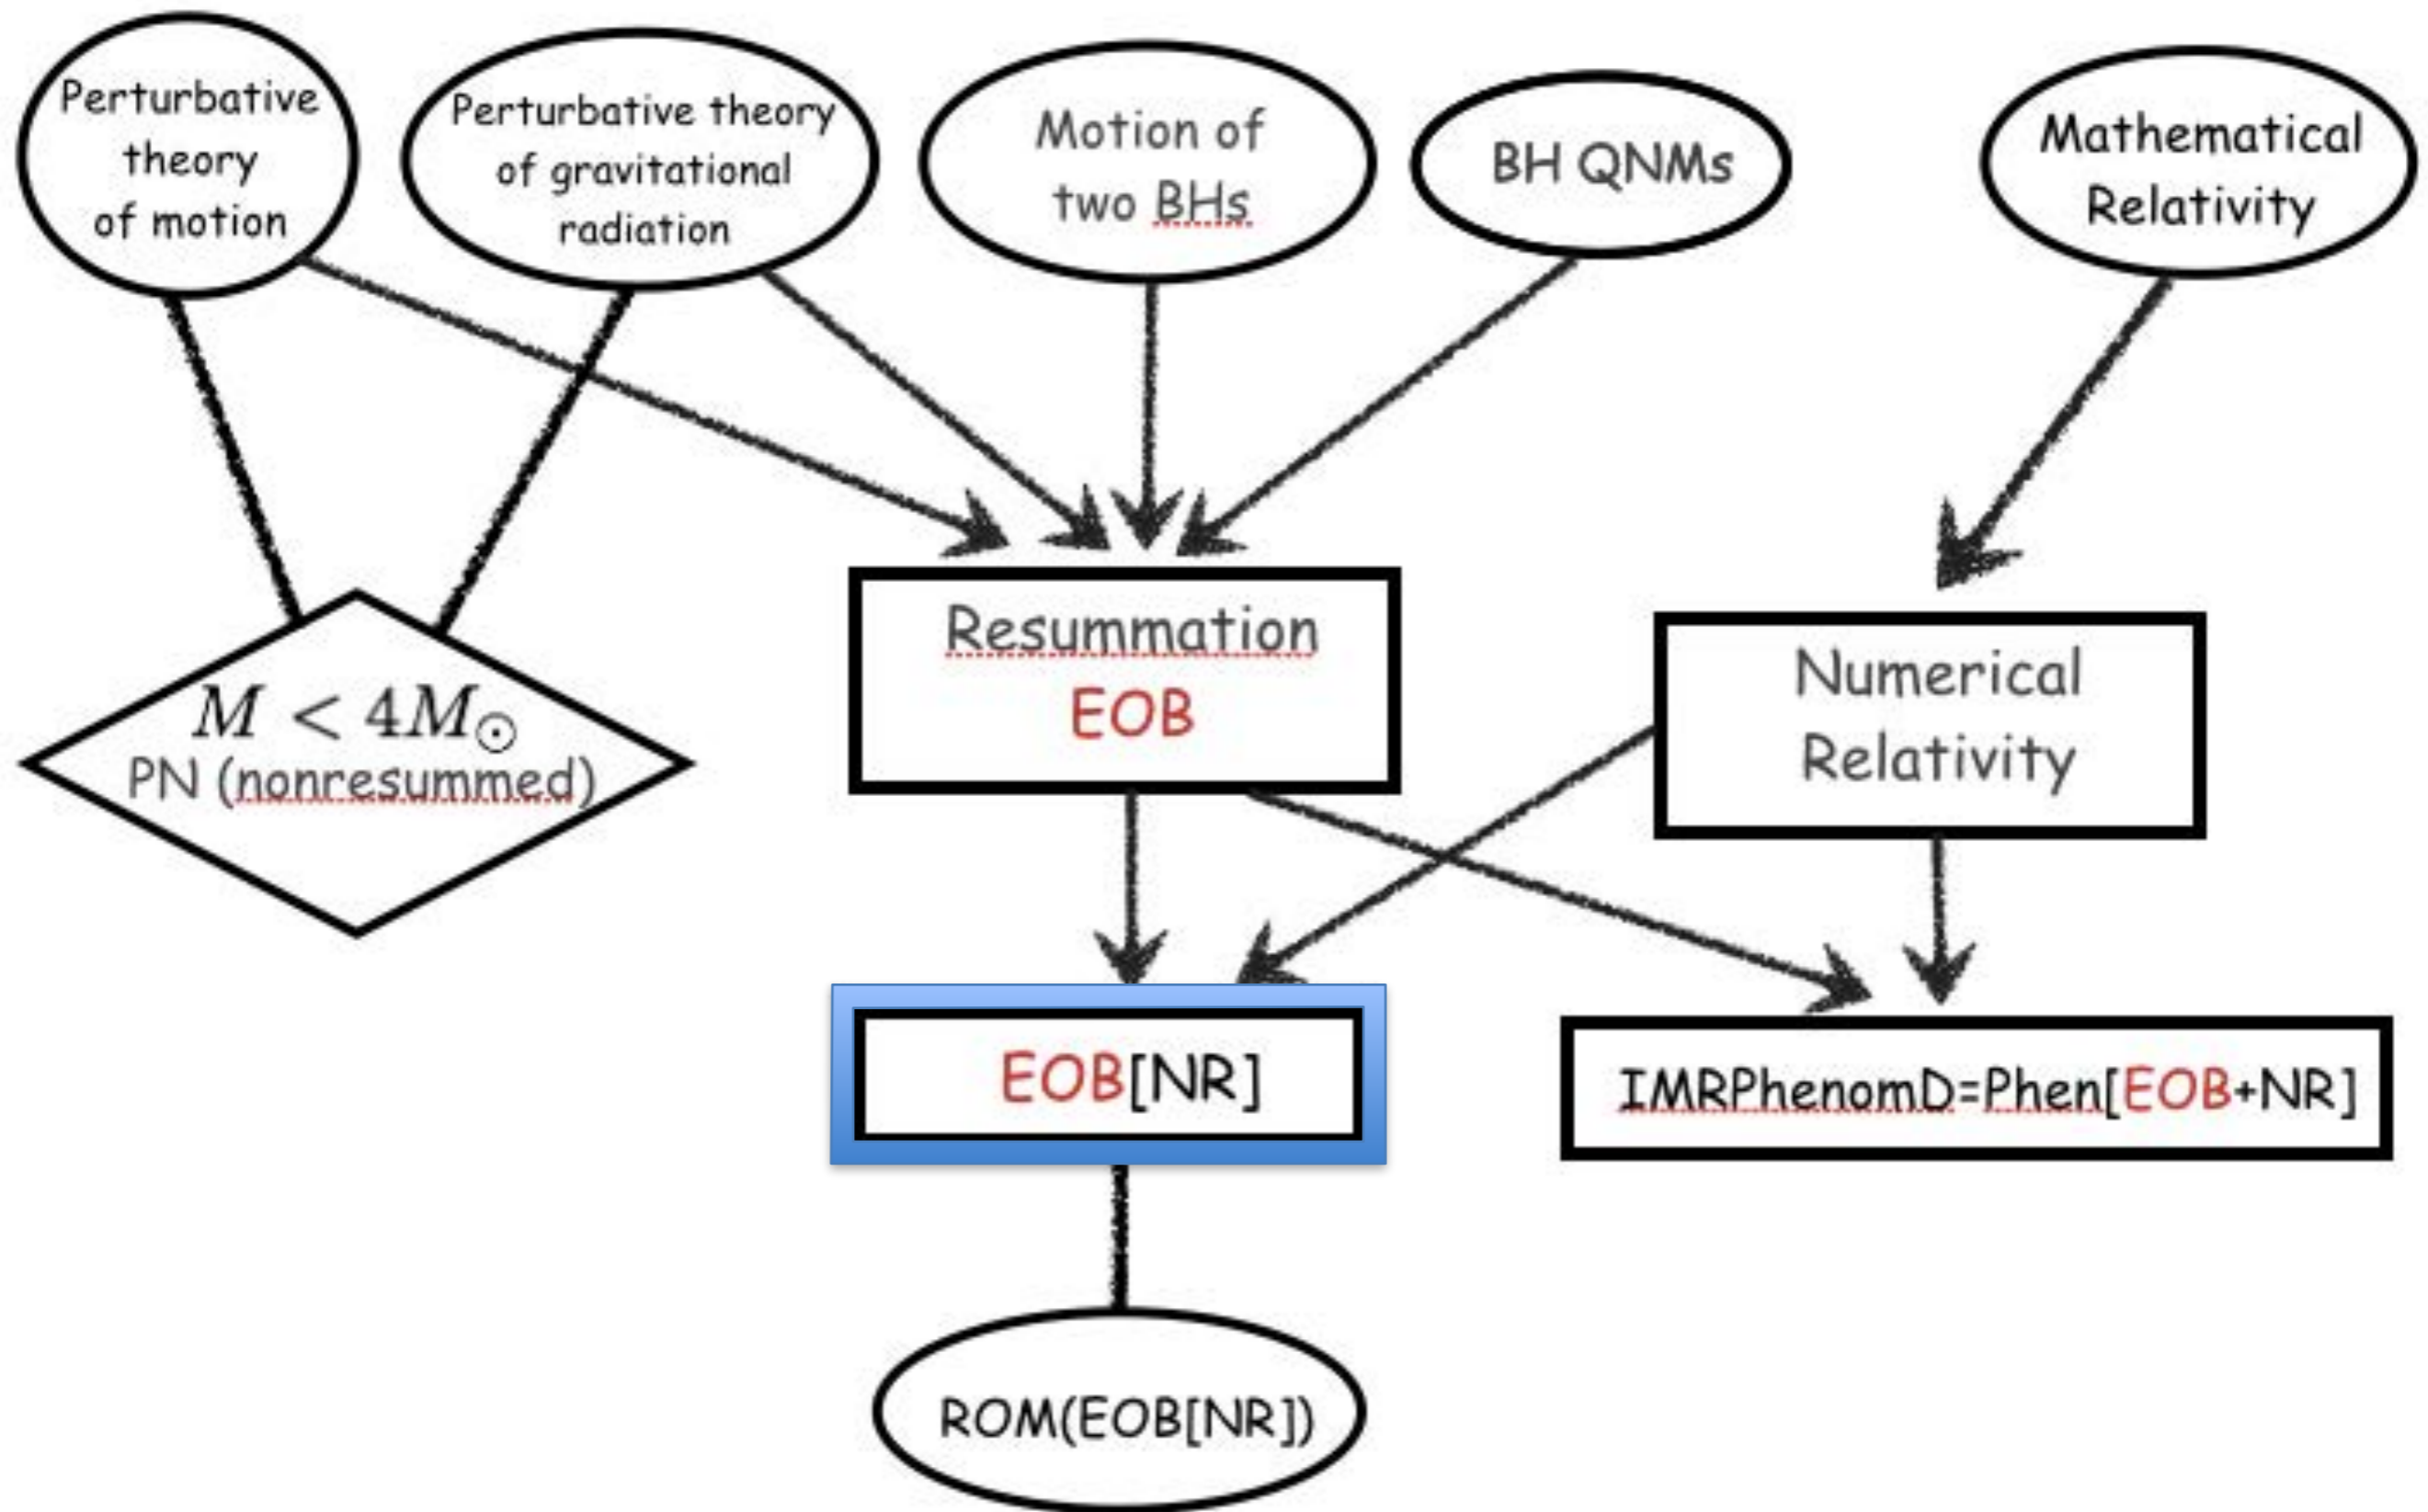 Perturbative
theory
of motion
Perturbative theory
of gravitational
radiation
Motion of
two BHs
BH QNMs
Mathematical
Relativity
M < 4M☉
PN (nonresummed)
Resummation
EOB
Numerical
Relativity
EOB[NR]
IMRPhenomD=Phen[EOB+NR]
ROM(EOB[NR])